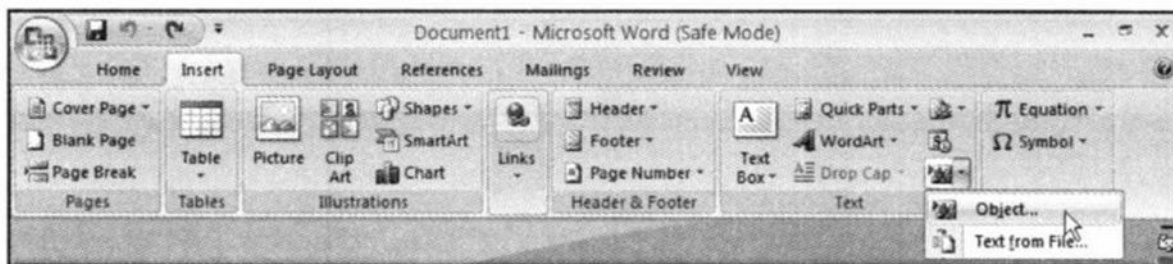 Document1 - Microsoft Word (Safe Mode)
Home Insert Page Layout References Mailings Review View
Cover Page
Blank Page
Page Break
Pages
Table
Tables
Picture
Clip Art
Shapes
SmartArt
Chart
Illustrations
Links
Header
Footer
Page Number
Header & Footer
A
Text Box
Quick Parts
WordArt
Drop Cap
Text
π Equation
Ω Symbol
Object...
Text from File...